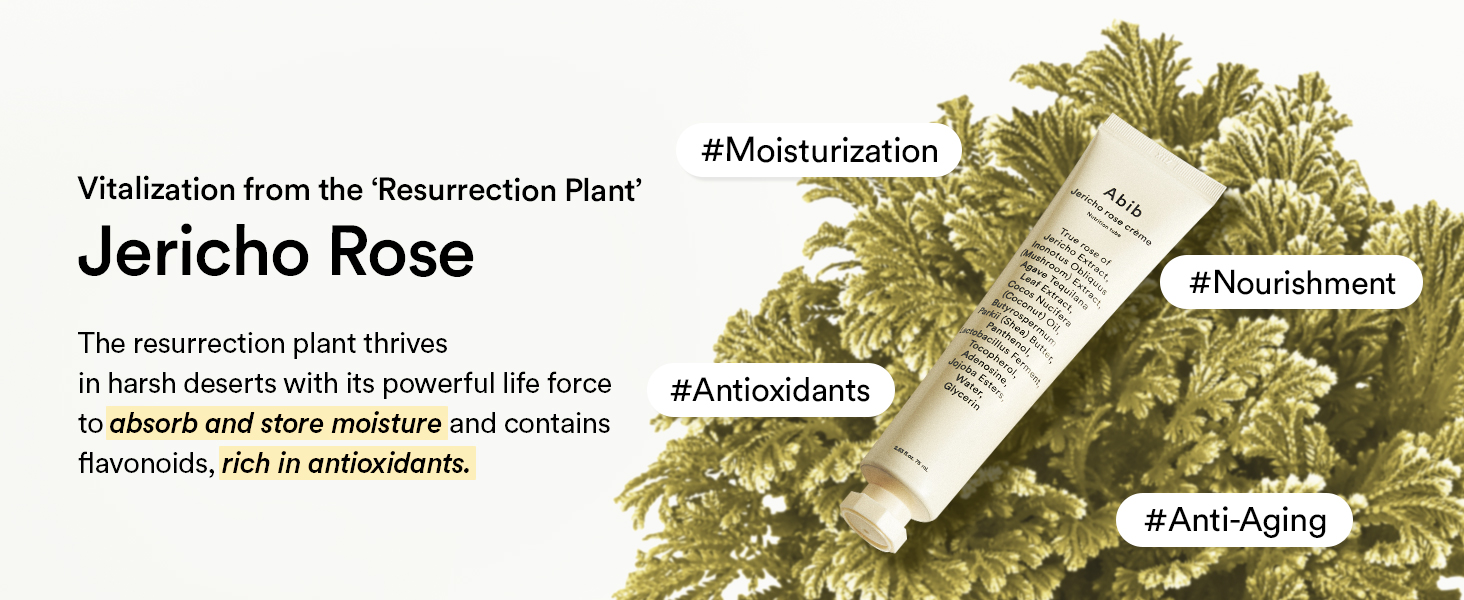 Vitalization from the ‘Resurrection Plant’
Jericho Rose
The resurrection plant thrives
in harsh deserts with its powerful life force
to absorb and store moisture and contains
flavonoids, rich in antioxidants.
#Moisturization
#Nourishment
#Antioxidants
#Anti-Aging
Abib
Jericho rose crème
Nutrition tube
True rose of
Jericho Extract,
Inonotus Obliquus
(Mushroom) Extract,
Agave Tequilana
Leaf Extract,
Cocos Nucifera
(Coconut) Oil,
Butyrospermum
Parkii (Shea) Butter,
Panthenol,
Lactobacillus Ferment,
Tocopherol,
Adenosine,
Jojoba Esters,
Water,
Glycerin
75 mL